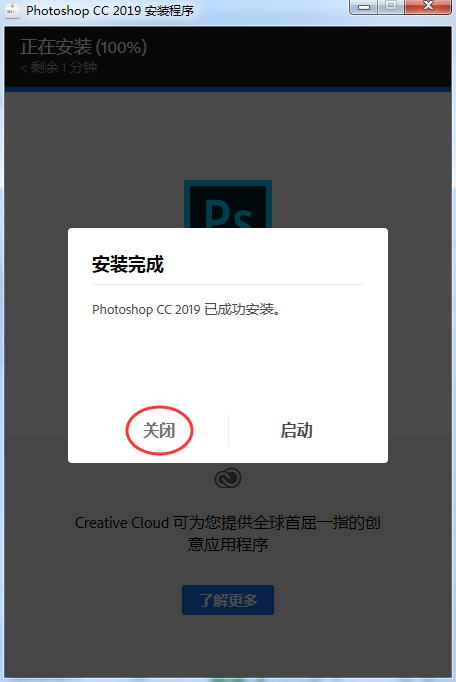 Photoshop CC 2019 安装程序
正在安装 (100%)
< 剩余 1 分钟
Ps
安装完成
Photoshop CC 2019 已成功安装。
关闭
启动
Creative Cloud 可为您提供全球首屈一指的创
意应用程序
了解更多